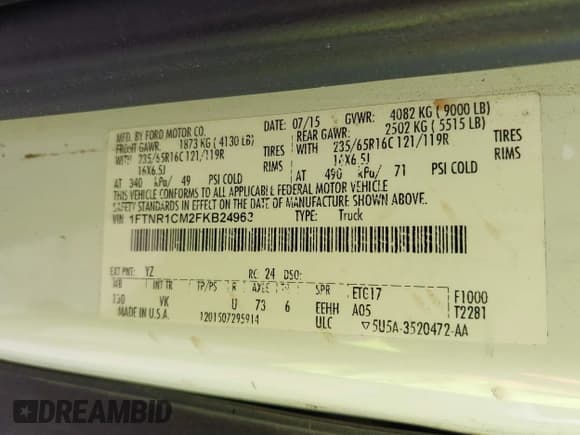 MFD. BY FORD MOTOR CO.
DATE: 07/15 GVWR: 4082 KG ( 9000 LB)
FRONT GAWR: 1873 KG ( 4130 LB) REAR GAWR: 2502 KG ( 5515 LB)
WITH 235/65R16C 121/119R TIRES WITH 235/65R16C 121/119R TIRES
16X6.5J RIMS 16X6.5J RIMS
AT 340 kPa/ 49 PSI COLD AT 490 kPa/ 71 PSI COLD
THIS VEHICLE CONFORMS TO ALL APPLICABLE FEDERAL MOTOR VEHICLE
SAFETY STANDARDS IN EFFECT ON THE DATE OF MANUFACTURE SHOWN ABOVE.
VIN: 1FTNR1CM2FKB24963 TYPE: Truck
EXT PNT: YZ RC: 24 DSO:
WB INT TR TP/PS R AXLE TR SPR ETC17 F1000
130 VK U 73 6 EEHH A05 T2281
MADE IN U.S.A. 1201507295914 ULC ▽5U5A-3520472-AA
DREAMBID